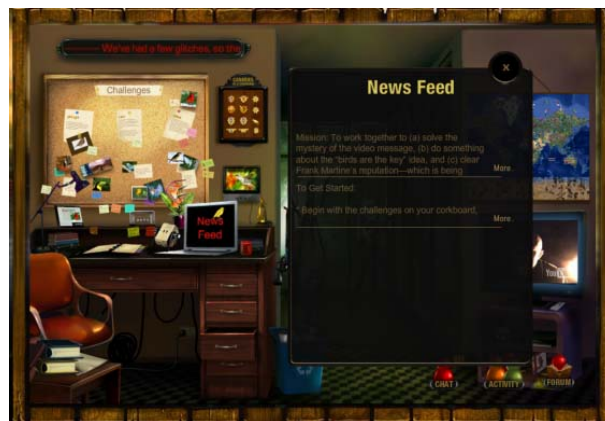 We've had a few glitches, so the
Challenges
News Feed
Mission: To work together to (a) solve the
mystery of the video message, (b) do something
about the "birds are the key" idea, and (c) clear
Frank Martine's reputation—which is being
More.
To Get Started:
* Begin with the challenges on your corkboard,
More.
News
Feed
You
CHAT
ACTIVITY
FORUM